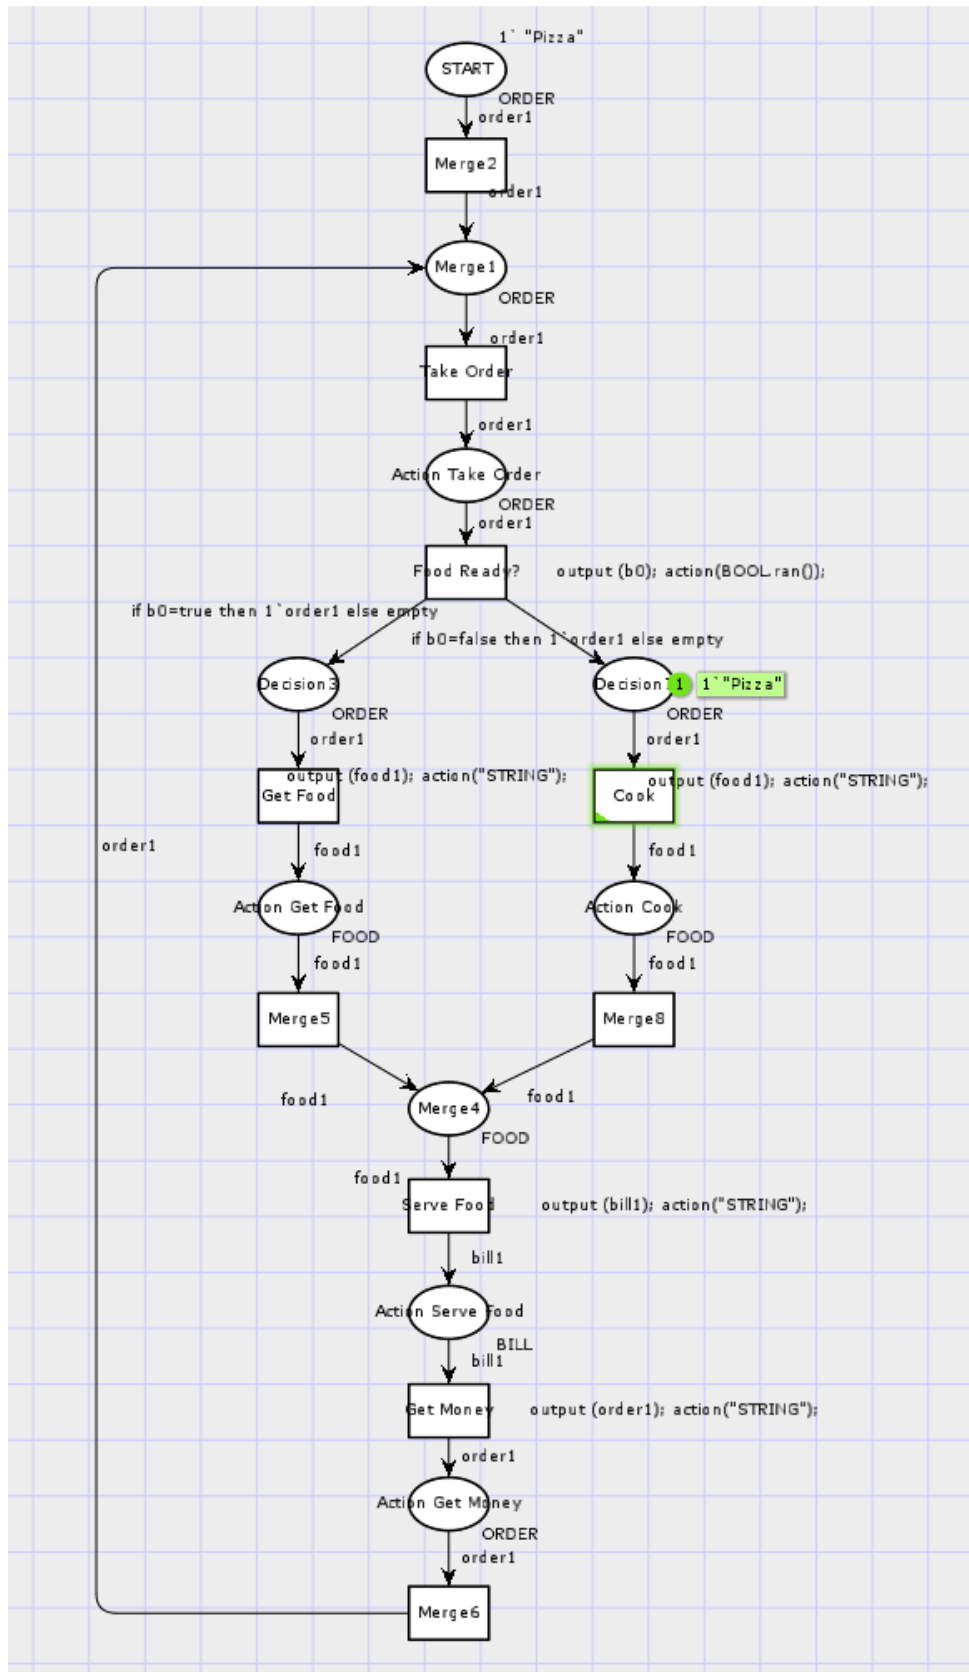 1` "Pizza"
START
ORDER
order1
Merge2
order1
Merge1
ORDER
order1
Take Order
order1
Action Take Order
ORDER
order1
Food Ready?
output (b0); action(BOOL.ran());
if b0=true then 1`order1 else empty
if b0=false then 1`order1 else empty
Decision3
Decision7
1
1`"Pizza"
ORDER
ORDER
order1
order1
output (food1); action("STRING");
output (food1); action("STRING");
Get Food
Cook
order1
food1
food1
Action Get Food
Action Cook
FOOD
FOOD
food1
food1
Merge5
Merge8
food1
food1
Merge4
FOOD
food1
Serve Food
output (bill1); action("STRING");
bill1
Action Serve Food
BILL
bill1
Get Money
output (order1); action("STRING");
order1
Action Get Money
ORDER
order1
Merge6